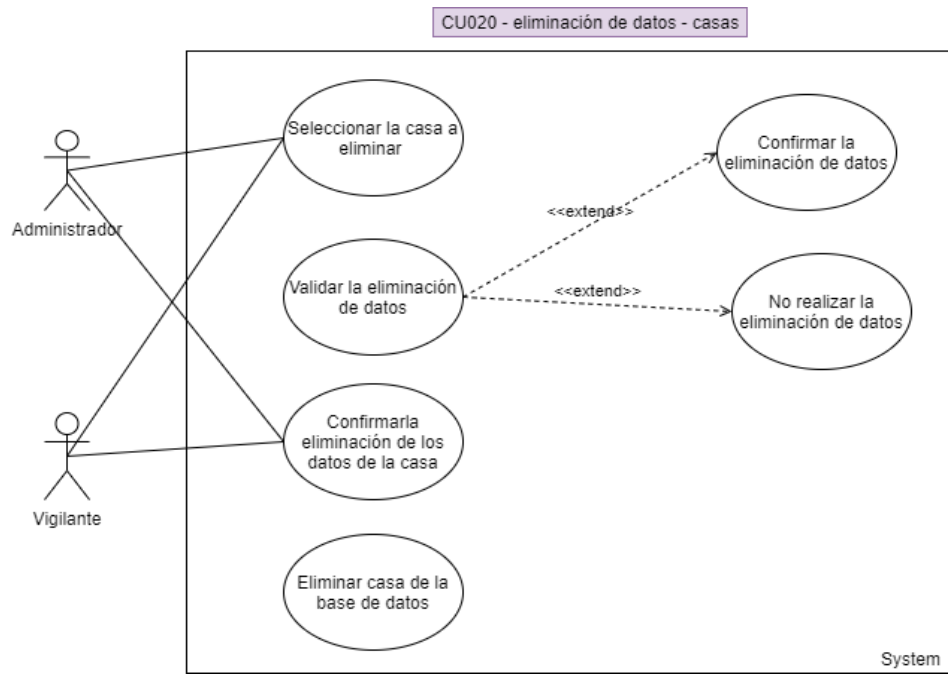 CU020 - eliminación de datos - casas
Seleccionar la casa a
eliminar
Administrador
Confirmar la
eliminación de datos
<<extend>>
Validar la eliminación
de datos
<<extend>>
No realizar la
eliminación de datos
Confirmarla
eliminación de los
datos de la casa
Vigilante
Eliminar casa de la
base de datos
System